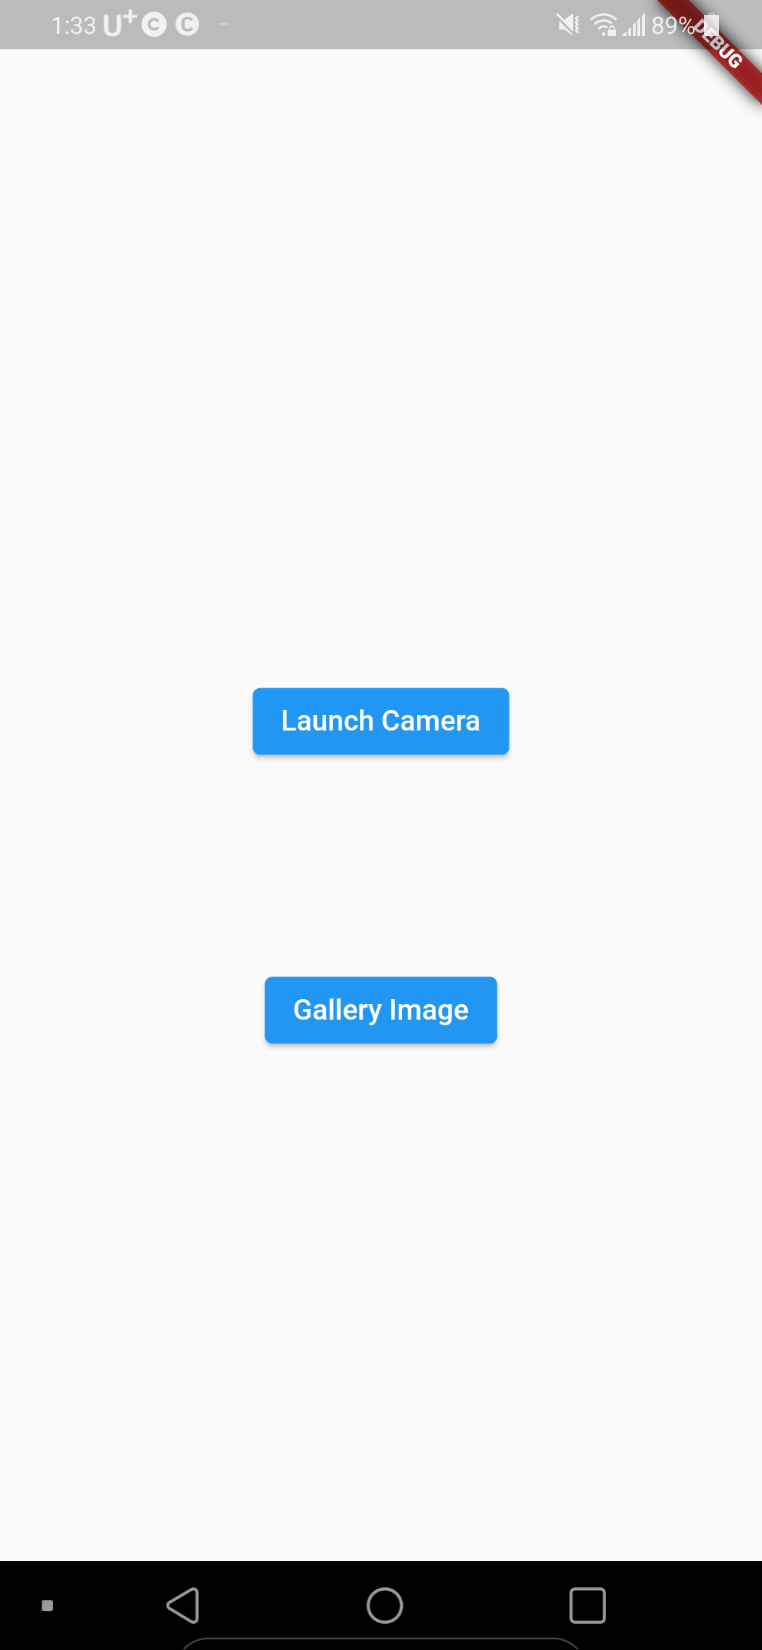 1:33 U+ C C ... 89%
DEBUG
Launch Camera
Gallery Image